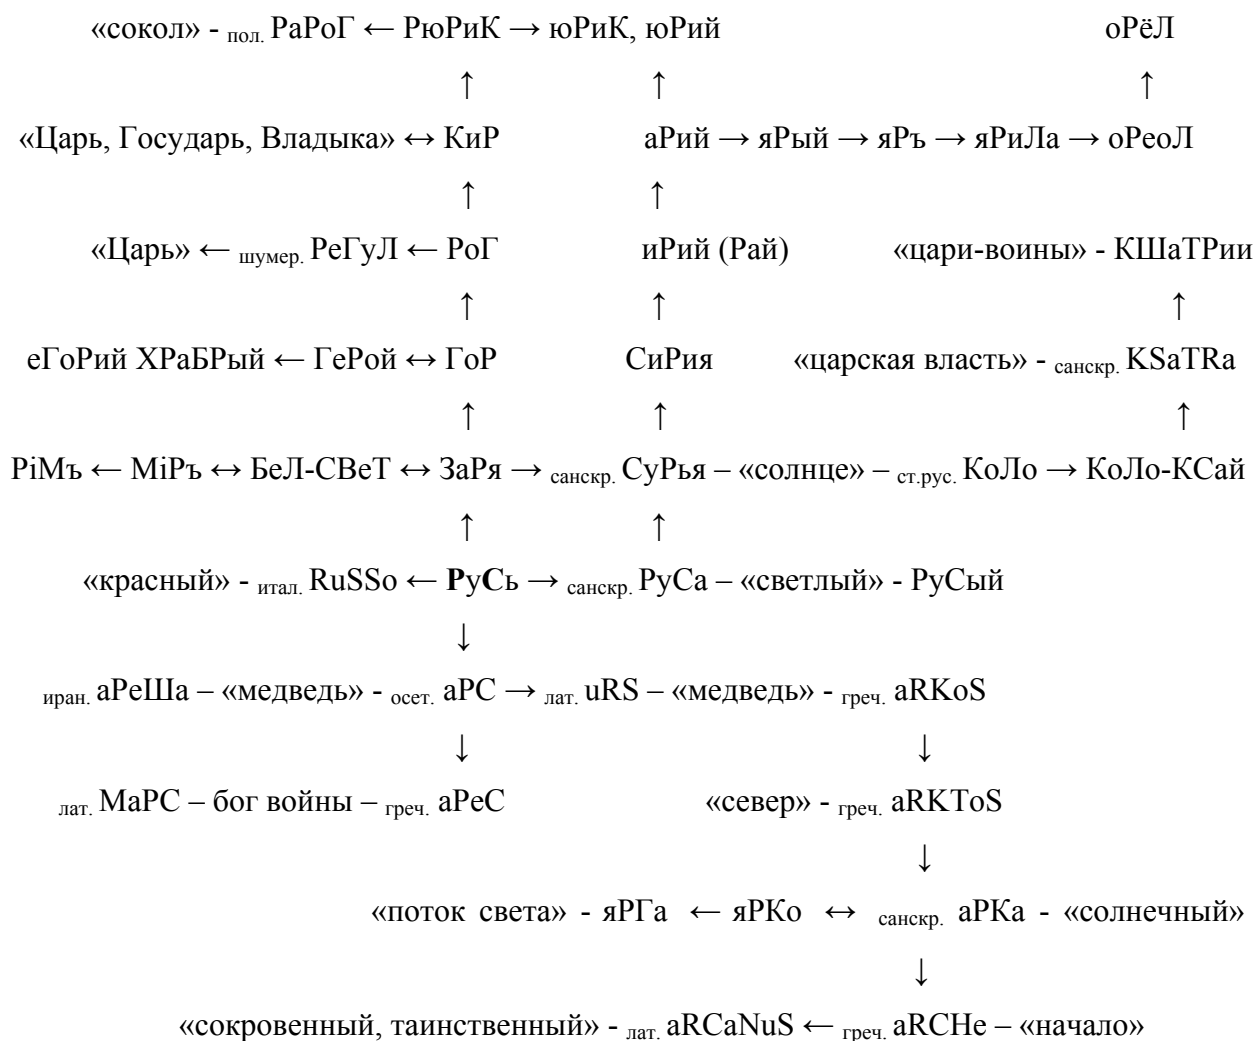 «сокол» - пол. РаРоГ ← РюРиК → юРиК, юРий оРёЛ
↑ ↑ ↑
«Царь, Государь, Владыка» ↔ КиР аРий → яРый → яРъ → яРиЛа → оРеоЛ
↑ ↑
«Царь» ← шумер. РеГуЛ ← РоГ иРий (Рай) «цари-воины» - КШаТРии
↑ ↑ ↑
еГоРий ХРаБРый ← ГеРой ↔ ГоР СиРия «царская власть» - санскр. KSaTRa
↑ ↑ ↑
РiМъ ← МiРъ ↔ БеЛ-СВеТ ↔ ЗаРя → санскр. СуРья – «солнце» – ст.рус. КоЛо → КоЛо-КСай
↑ ↑
«красный» - итал. RuSSo ← РуСь → санскр. РуСа – «светлый» - РуСый
↓
иран. аРеШа – «медведь» - осет. аРС → лат. uRS – «медведь» - греч. aRKoS
↓ ↓
лат. МаРС – бог войны – греч. аРеС «север» - греч. aRKToS
↓
«поток света» - яРГа ← яРКо ↔ санскр. аРКа - «солнечный»
↓
«сокровенный, таинственный» - лат. aRCaNuS ← греч. aRCHe – «начало»